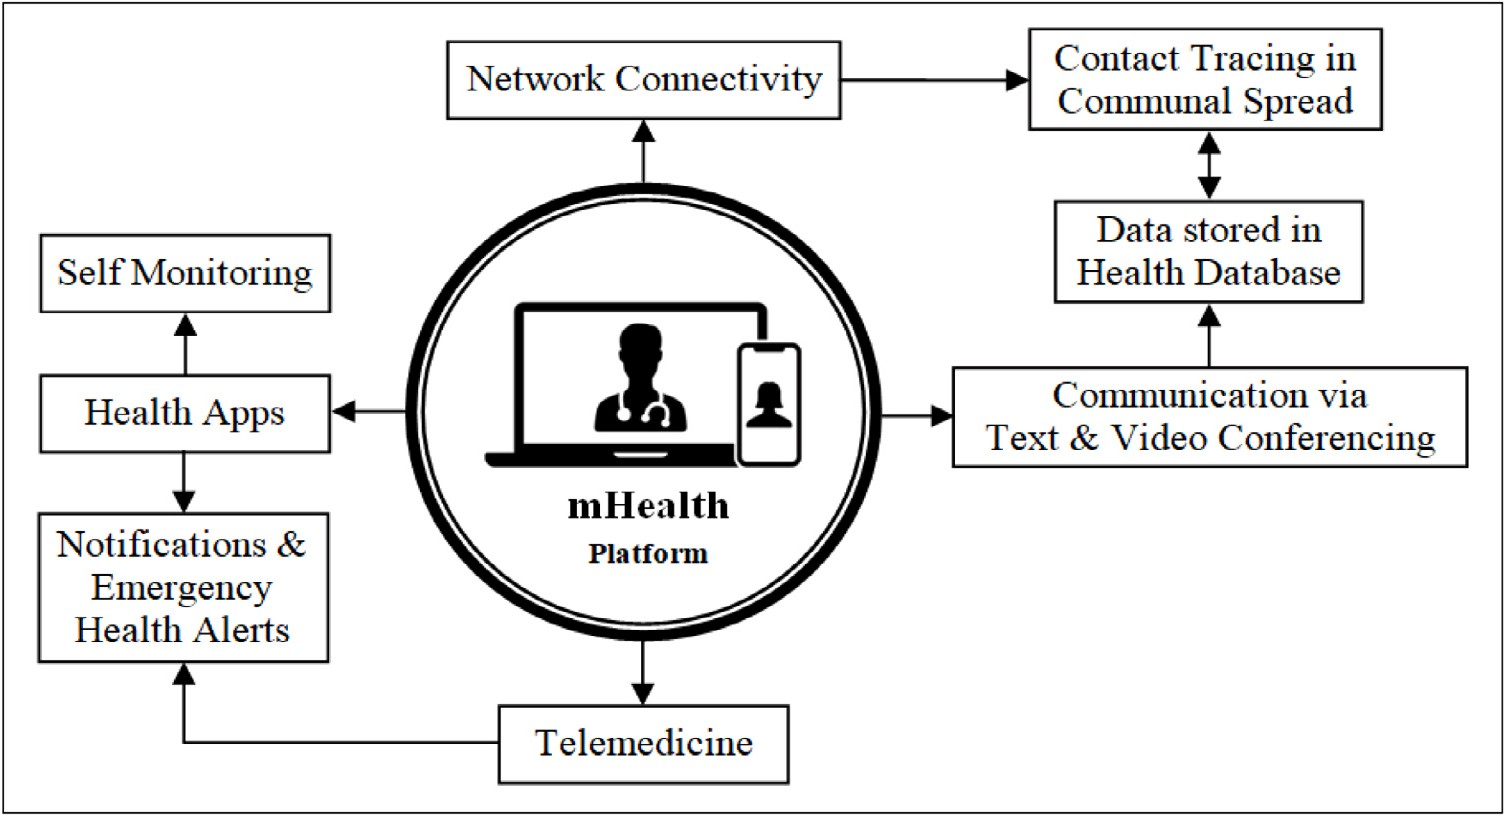 Network Connectivity
Contact Tracing in
Communal Spread
Data stored in
Health Database
Self Monitoring
Health Apps
Communication via
Text & Video Conferencing
mHealth
Platform
Notifications &
Emergency
Health Alerts
Telemedicine